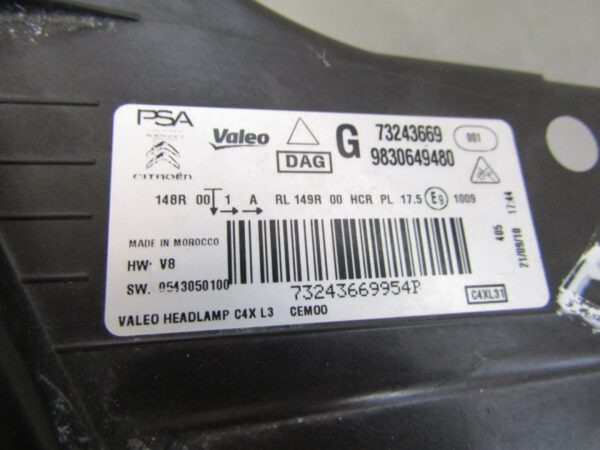 PSA
GROUPE
CITROËN
Valeo
DAG
G 73243669 001
9830649480
148R 00 1 A RL 149R 00 HCR PL 17.5 E9 1009
MADE IN MOROCCO
HW: V8
SW. 0543050100
73243669954P
VALEO HEADLAMP C4X L3 CEM00
C4XL31
405
21/09/18 17:44